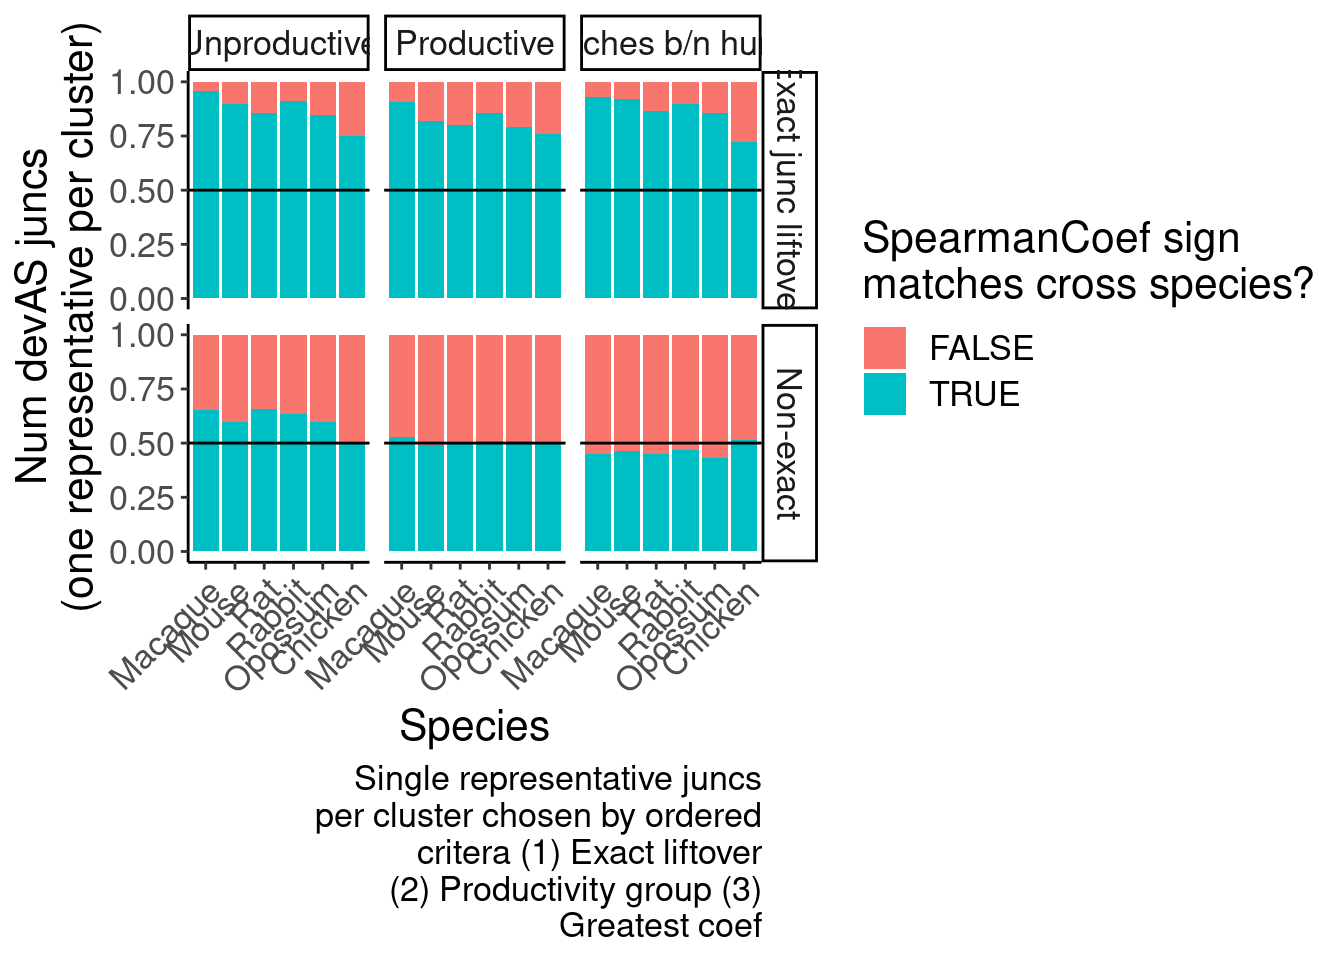 Unproductive
Productive
ches b/n hu
Exact junc liftove
Non-exact
Num devAS juncs
(one representative per cluster)
1.00
0.75
0.50
0.25
0.00
1.00
0.75
0.50
0.25
0.00
Macaque
Mouse
Rat
Rabbit
Opossum
Chicken
Macaque
Mouse
Rat
Rabbit
Opossum
Chicken
Macaque
Mouse
Rat
Rabbit
Opossum
Chicken
Species
SpearmanCoef sign
matches cross species?
FALSE
TRUE
Single representative juncs
per cluster chosen by ordered
critera (1) Exact liftover
(2) Productivity group (3)
Greatest coef